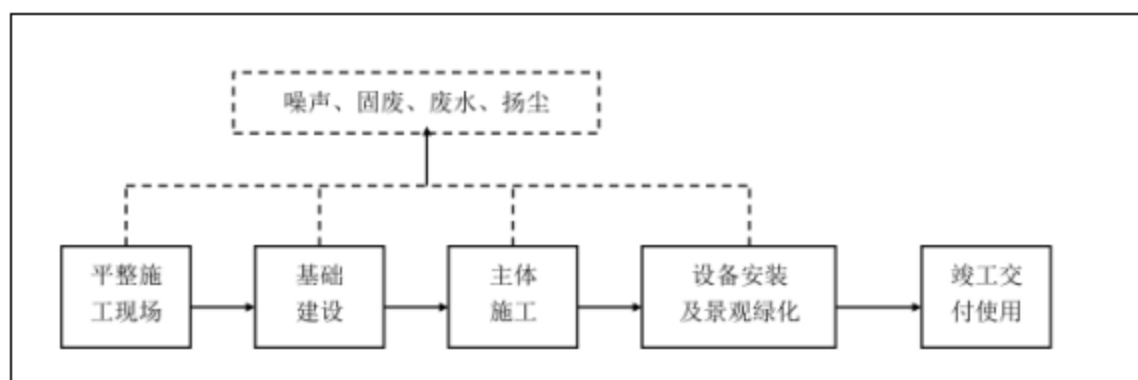 噪声、固废、废水、扬尘
平整施
工现场
基础
建设
主体
施工
设备安装
及景观绿化
竣工交
付使用